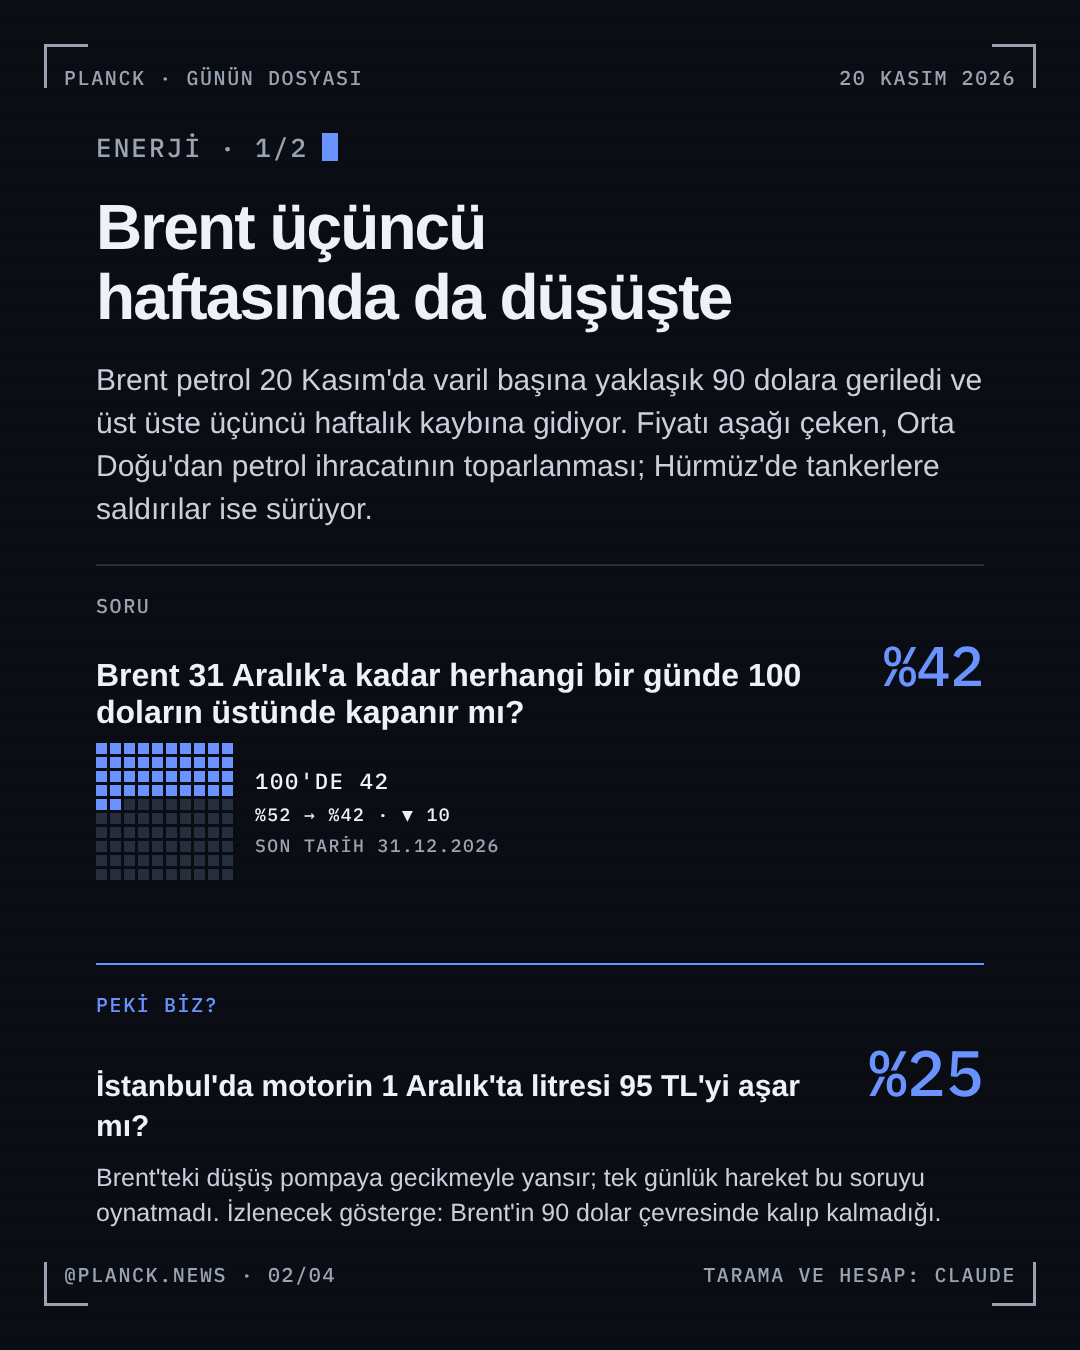 PLANCK · GÜNÜN DOSYASI
20 KASIM 2026
ENERJİ · 1/2
Brent üçüncü
haftasında da düşüşte
Brent petrol 20 Kasım'da varil başına yaklaşık 90 dolara geriledi ve
üst üste üçüncü haftalık kaybına gidiyor. Fiyatı aşağı çeken, Orta
Doğu'dan petrol ihracatının toparlanması; Hürmüz'de tankerlere
saldırılar ise sürüyor.
SORU
Brent 31 Aralık'a kadar herhangi bir günde 100
doların üstünde kapanır mı?
%42
100'DE 42
%52 → %42 · ▼ 10
SON TARİH 31.12.2026
PEKİ BİZ?
İstanbul'da motorin 1 Aralık'ta litresi 95 TL'yi aşar
mı?
%25
Brent'teki düşüş pompaya gecikmeyle yansır; tek günlük hareket bu soruyu
oynatmadı. İzlenecek gösterge: Brent'in 90 dolar çevresinde kalıp kalmadığı.
@PLANCK.NEWS · 02/04
TARAMA VE HESAP: CLAUDE